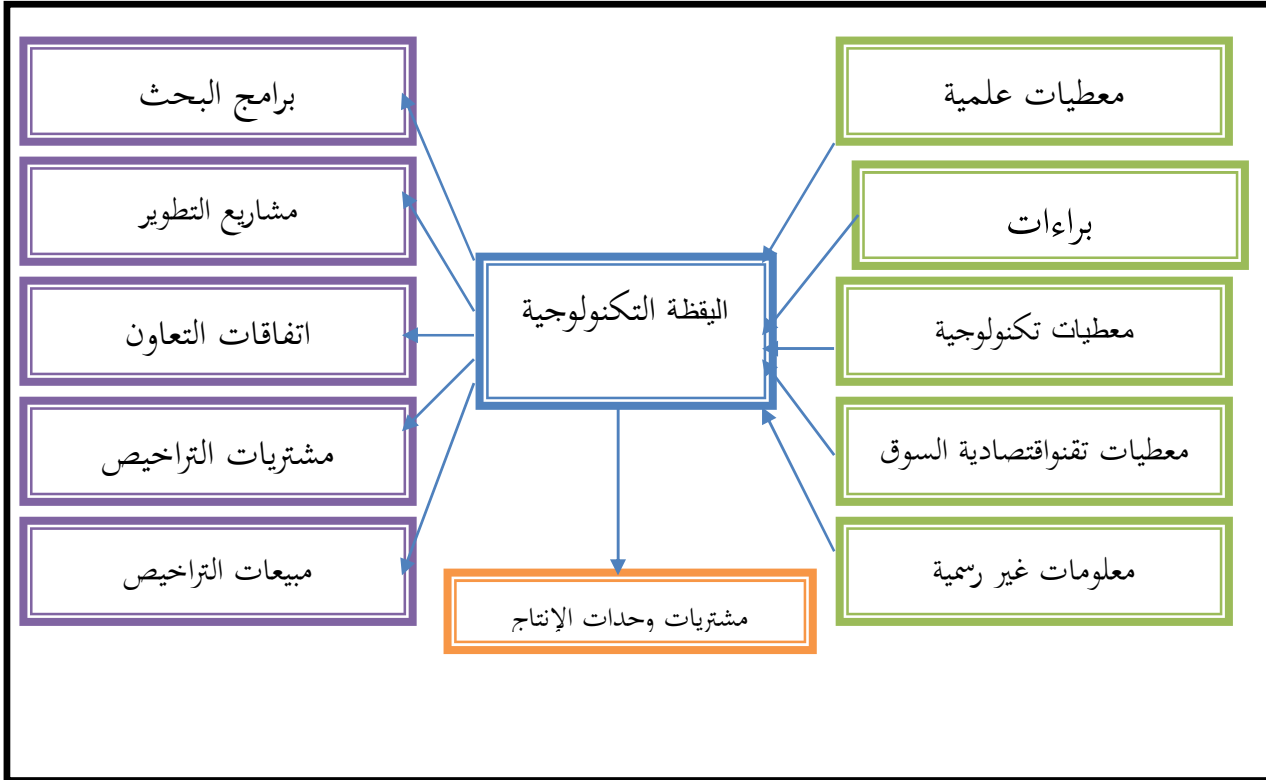 معطيات علمية
براءات
معطيات تكنولوجية
معطيات تقنواقتصادية السوق
معلومات غير رسمية
اليقظة التكنولوجية
برامج البحث
مشاريع التطوير
اتفاقات التعاون
مشتريات التراخيص
مبيعات التراخيص
مشتريات وحدات الإنتاج